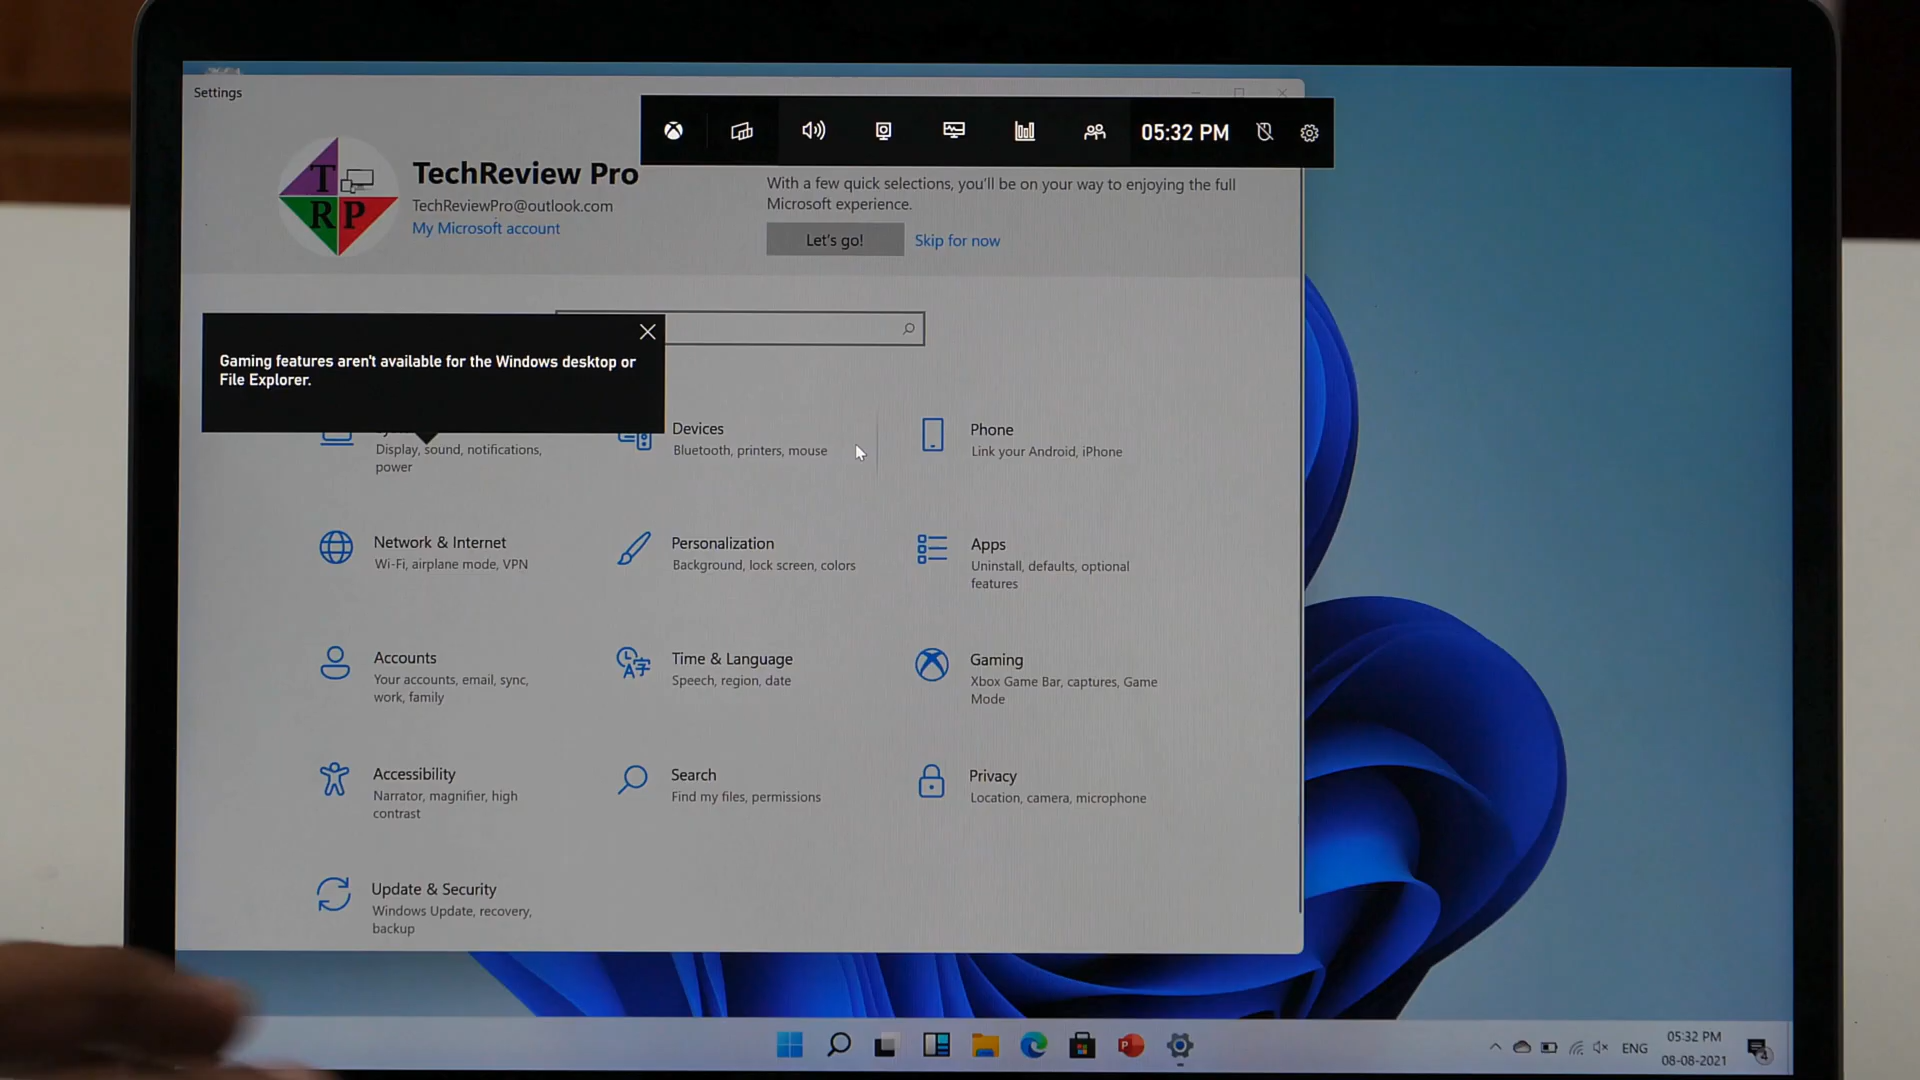 Settings
05:32 PM
T
R P
TechReview Pro
TechReviewPro@outlook.com
My Microsoft account
With a few quick selections, you'll be on your way to enjoying the full
Microsoft experience.
Let's go!
Skip for now
Gaming features aren't available for the Windows desktop or
File Explorer.
Display, sound, notifications,
power
Devices
Bluetooth, printers, mouse
Phone
Link your Android, iPhone
Network & Internet
Wi-Fi, airplane mode, VPN
Personalization
Background, lock screen, colors
Apps
Uninstall, defaults, optional
features
Accounts
Your accounts, email, sync,
work, family
Time & Language
Speech, region, date
Gaming
Xbox Game Bar, captures, Game
Mode
Accessibility
Narrator, magnifier, high
contrast
Search
Find my files, permissions
Privacy
Location, camera, microphone
Update & Security
Windows Update, recovery,
backup
ENG
05:32 PM
08-08-2021
4